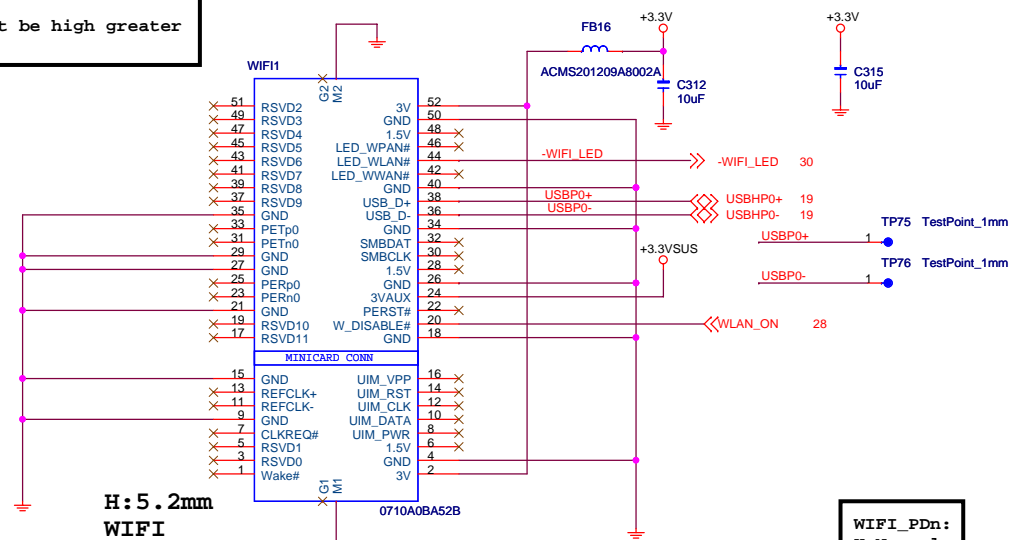 t be high greater
+3.3V
+3.3V
FB16
WIFI1
ACMS201209A8002A
C312
10uF
C315
10uF
G2
M2
51 RSVD2 3V 52
49 RSVD3 GND 50
47 RSVD4 1.5V 48
45 RSVD5 LED_WPAN# 46
43 RSVD6 LED_WLAN# 44 -WIFI_LED -WIFI_LED 30
41 RSVD7 LED_WWAN# 42
39 RSVD8 GND 40
37 RSVD9 USB_D+ 38 USBP0+ USBHP0+ 19
35 GND USB_D- 36 USBP0- USBHP0- 19
33 PETp0 GND 34
31 PETn0 SMBDAT 32
29 GND SMBCLK 30
27 GND 1.5V 28
25 PERp0 GND 26
23 PERn0 3VAUX 24
21 GND PERST# 22
19 RSVD10 W_DISABLE# 20 WLAN_ON 28
17 RSVD11 GND 18
+3.3VSUS
TP75 TestPoint_1mm
USBP0+ 1
TP76 TestPoint_1mm
USBP0- 1
MINICARD CONN
15 GND UIM_VPP 16
13 REFCLK+ UIM_RST 14
11 REFCLK- UIM_CLK 12
9 GND UIM_DATA 10
7 CLKREQ# UIM_PWR 8
5 RSVD1 1.5V 6
3 RSVD0 GND 4
1 Wake# 3V 2
G1
M1
0710A0BA52B
H:5.2mm
WIFI
WIFI_PDn: